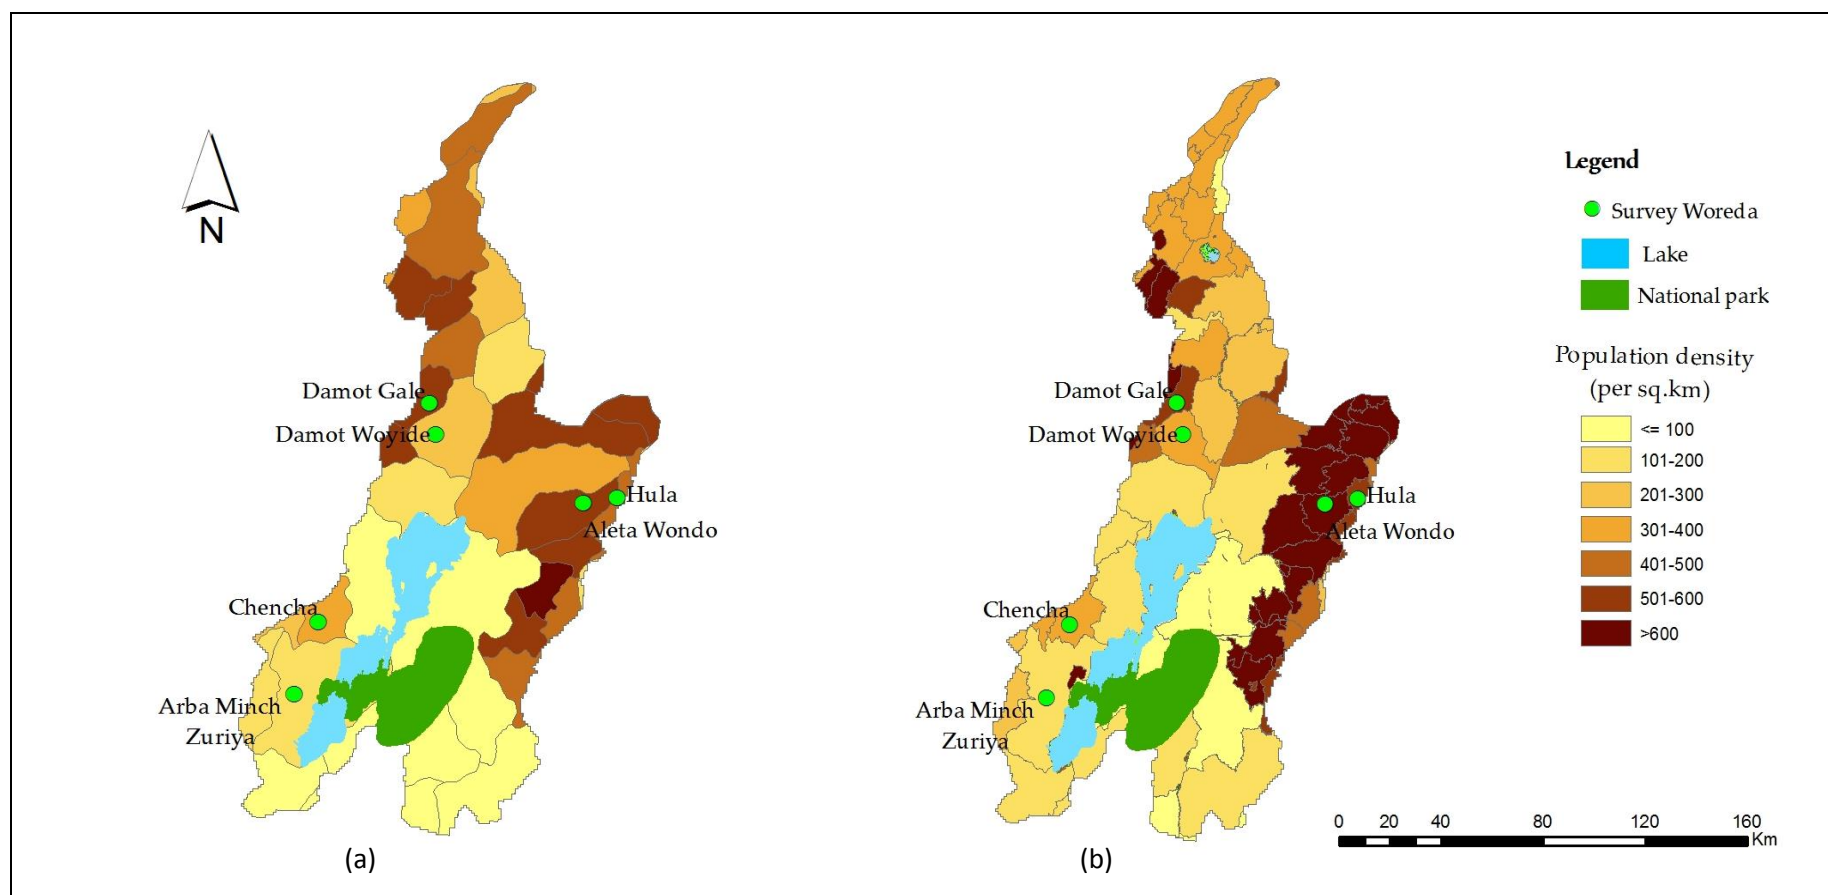 N
Damot Gale
Damot Woyide
Hula
Aleta Wondo
Chencha
Arba Minch
Zuriya
(a)
Damot Gale
Damot Woyide
Hula
Aleta Wondo
Chencha
Arba Minch
Zuriya
(b)
Legend
Survey Woreda
Lake
National park
Population density
(per sq.km)
<= 100
101-200
201-300
301-400
401-500
501-600
>600
0 20 40 80 120 160
Km